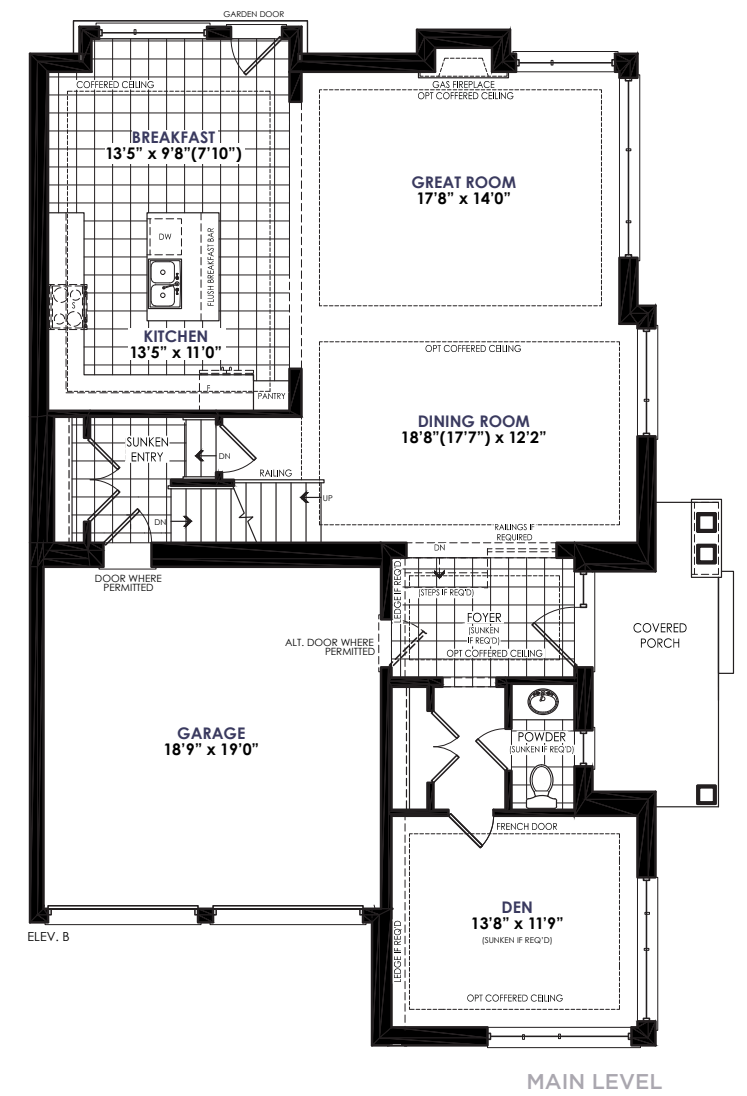 GARDEN DOOR
COFFERED CEILING
GAS FIREPLACE
OPT COFFERED CEILING
BREAKFAST
13'5” x 9'8”(7'10”)
GREAT ROOM
17'8” x 14'0”
DW
FLUSH BREAKFAST BAR
S
KITCHEN
13'5” x 11'0”
OPT COFFERED CEILING
F
PANTRY
DINING ROOM
18'8”(17'7”) x 12'2”
SUNKEN
ENTRY
DN
RAILING
UP
DN
RAILINGS IF
REQUIRED
DN
DOOR WHERE
PERMITTED
LEDGE IF REQ'D
(STEPS IF REQ'D)
FOYER
(SUNKEN
IF REQ'D)
OPT COFFERED CEILING
COVERED
PORCH
ALT. DOOR WHERE
PERMITTED
GARAGE
18'9” x 19'0”
POWDER
(SUNKEN IF REQ'D)
FRENCH DOOR
DEN
13'8” x 11'9”
(SUNKEN IF REQ'D)
LEDGE IF REQ'D
ELEV. B
OPT COFFERED CEILING
MAIN LEVEL